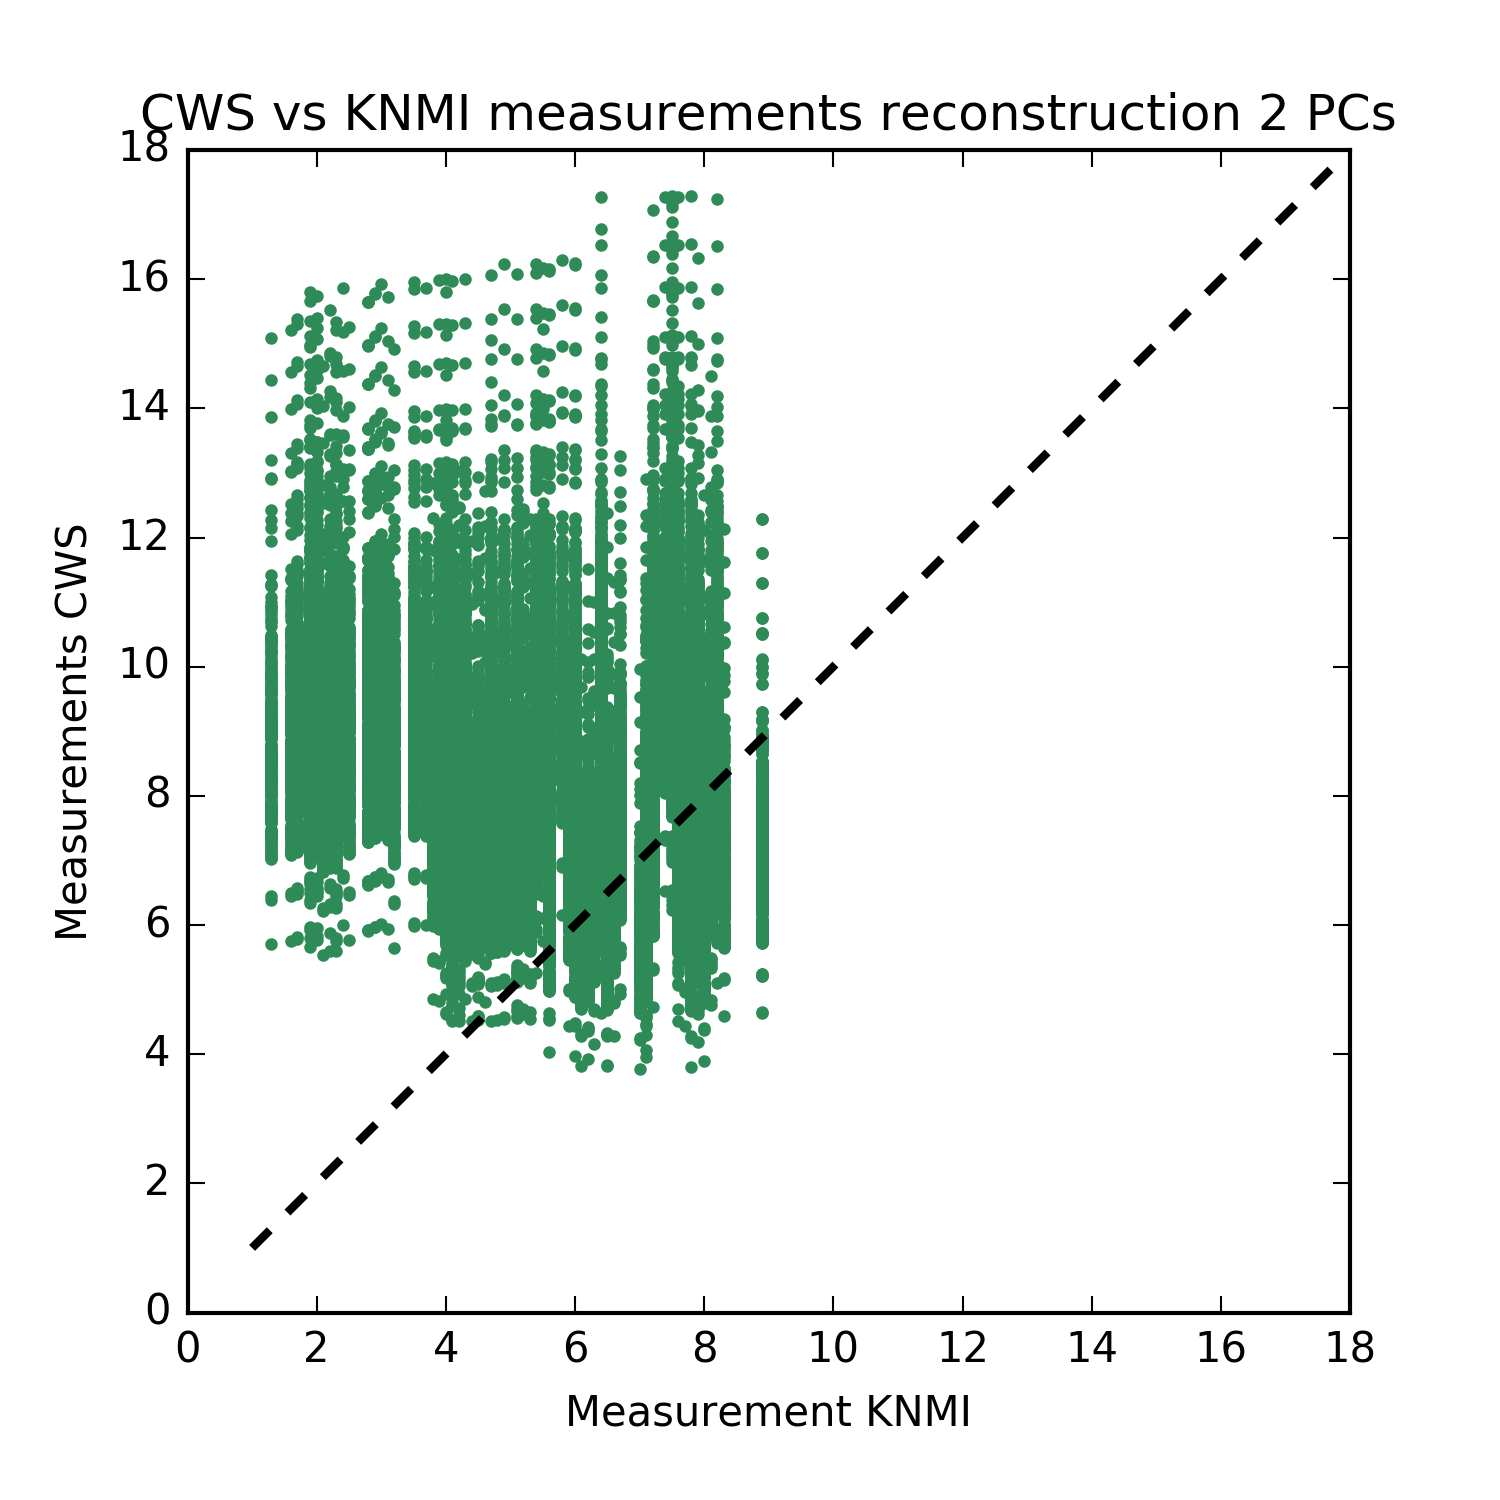 CWS vs KNMI measurements reconstruction 2 PCs
18
16
14
12
10
8
6
4
2
0
Measurements CWS
0 2 4 6 8 10 12 14 16 18
Measurement KNMI